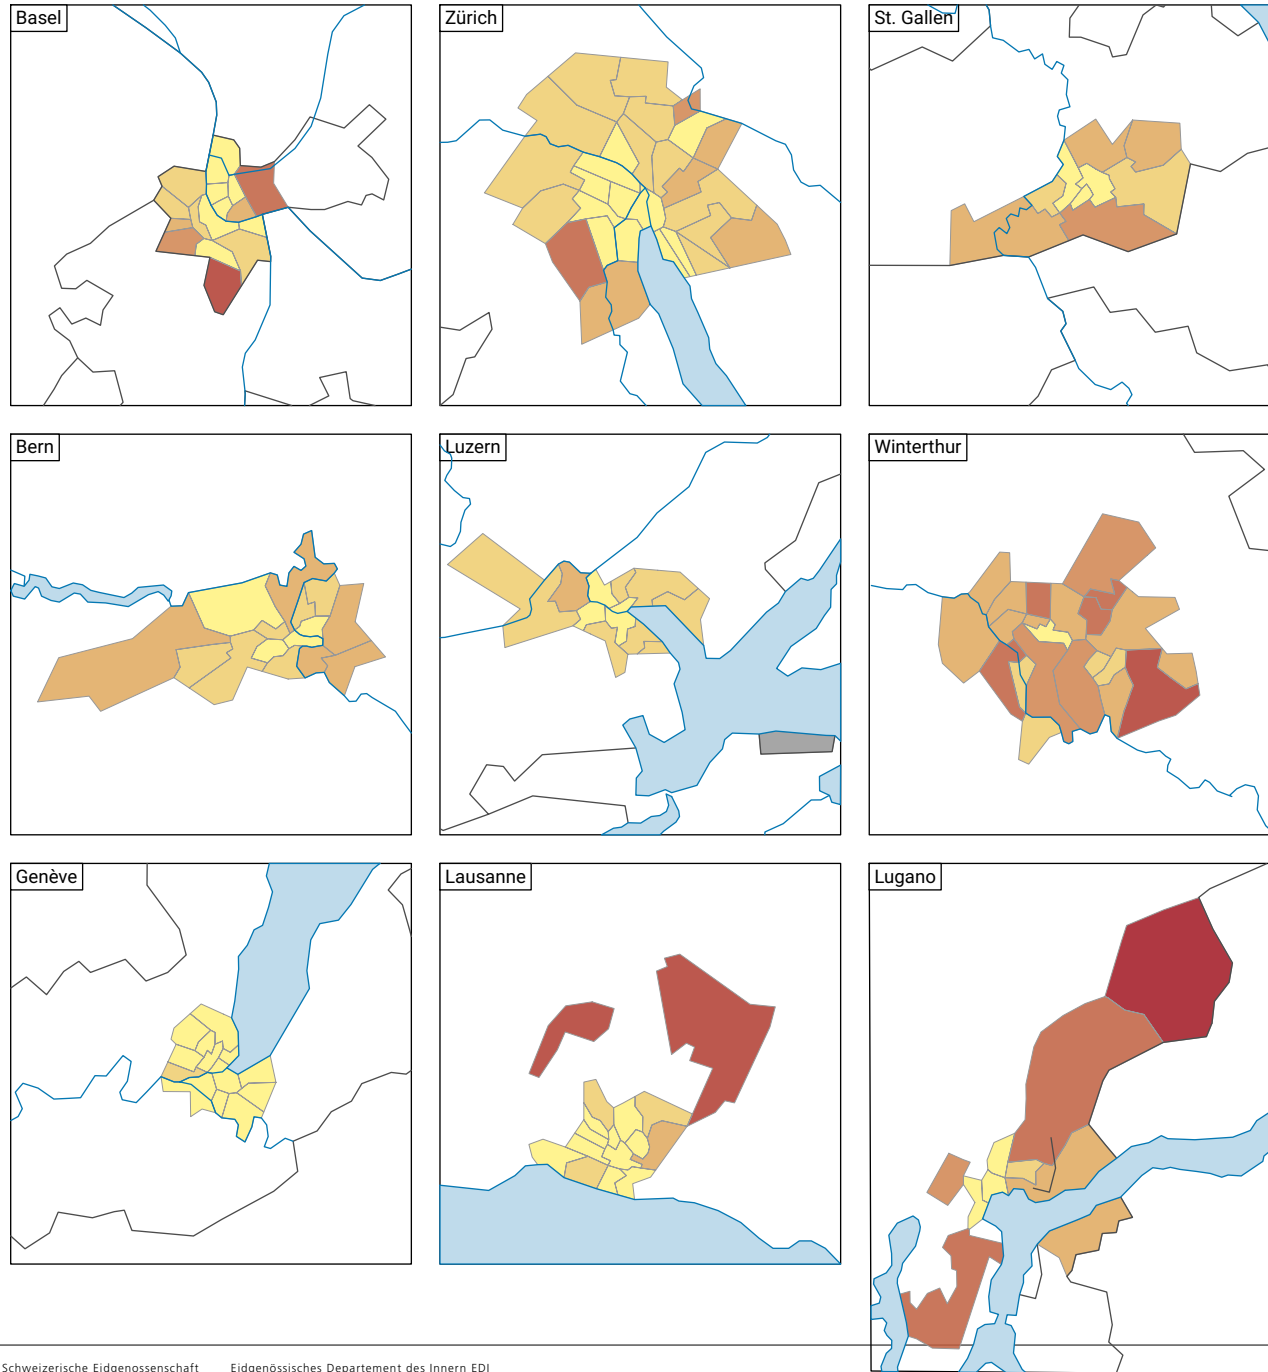 Basel
Zürich
St. Gallen
Bern
Luzern
Winterthur
Genève
Lausanne
Lugano
Schweizerische Eidgenossenschaft Eidgenössisches Departement des Innern EDI